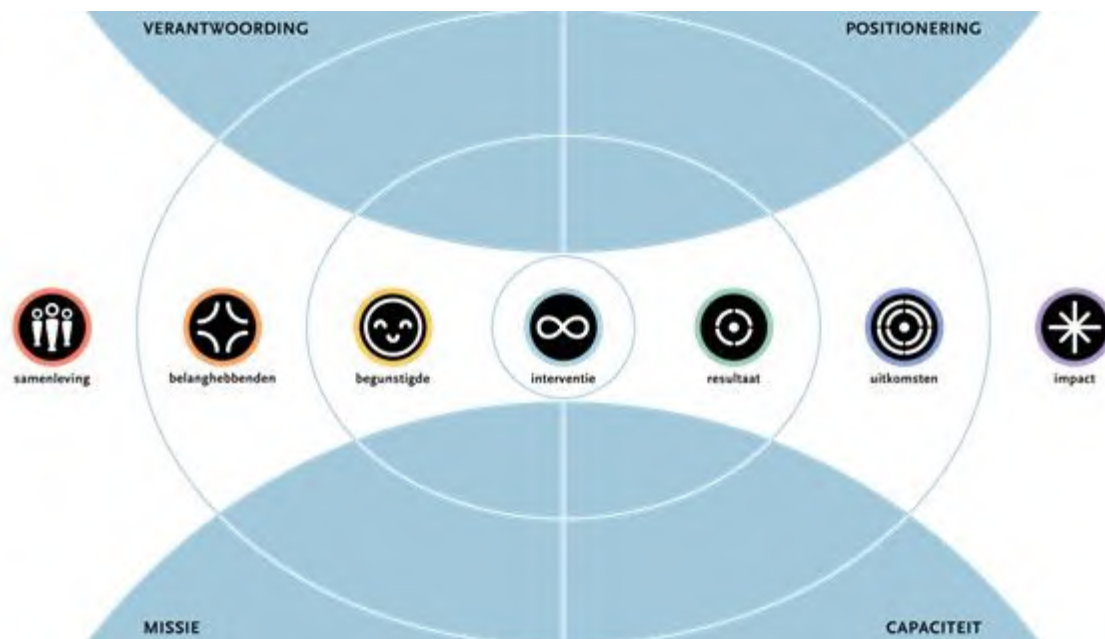 VERANTWOORDING
POSITIONERING
samenleving
belanghebbenden
begunstigde
interventie
resultaat
uitkomsten
impact
MISSIE
CAPACITEIT